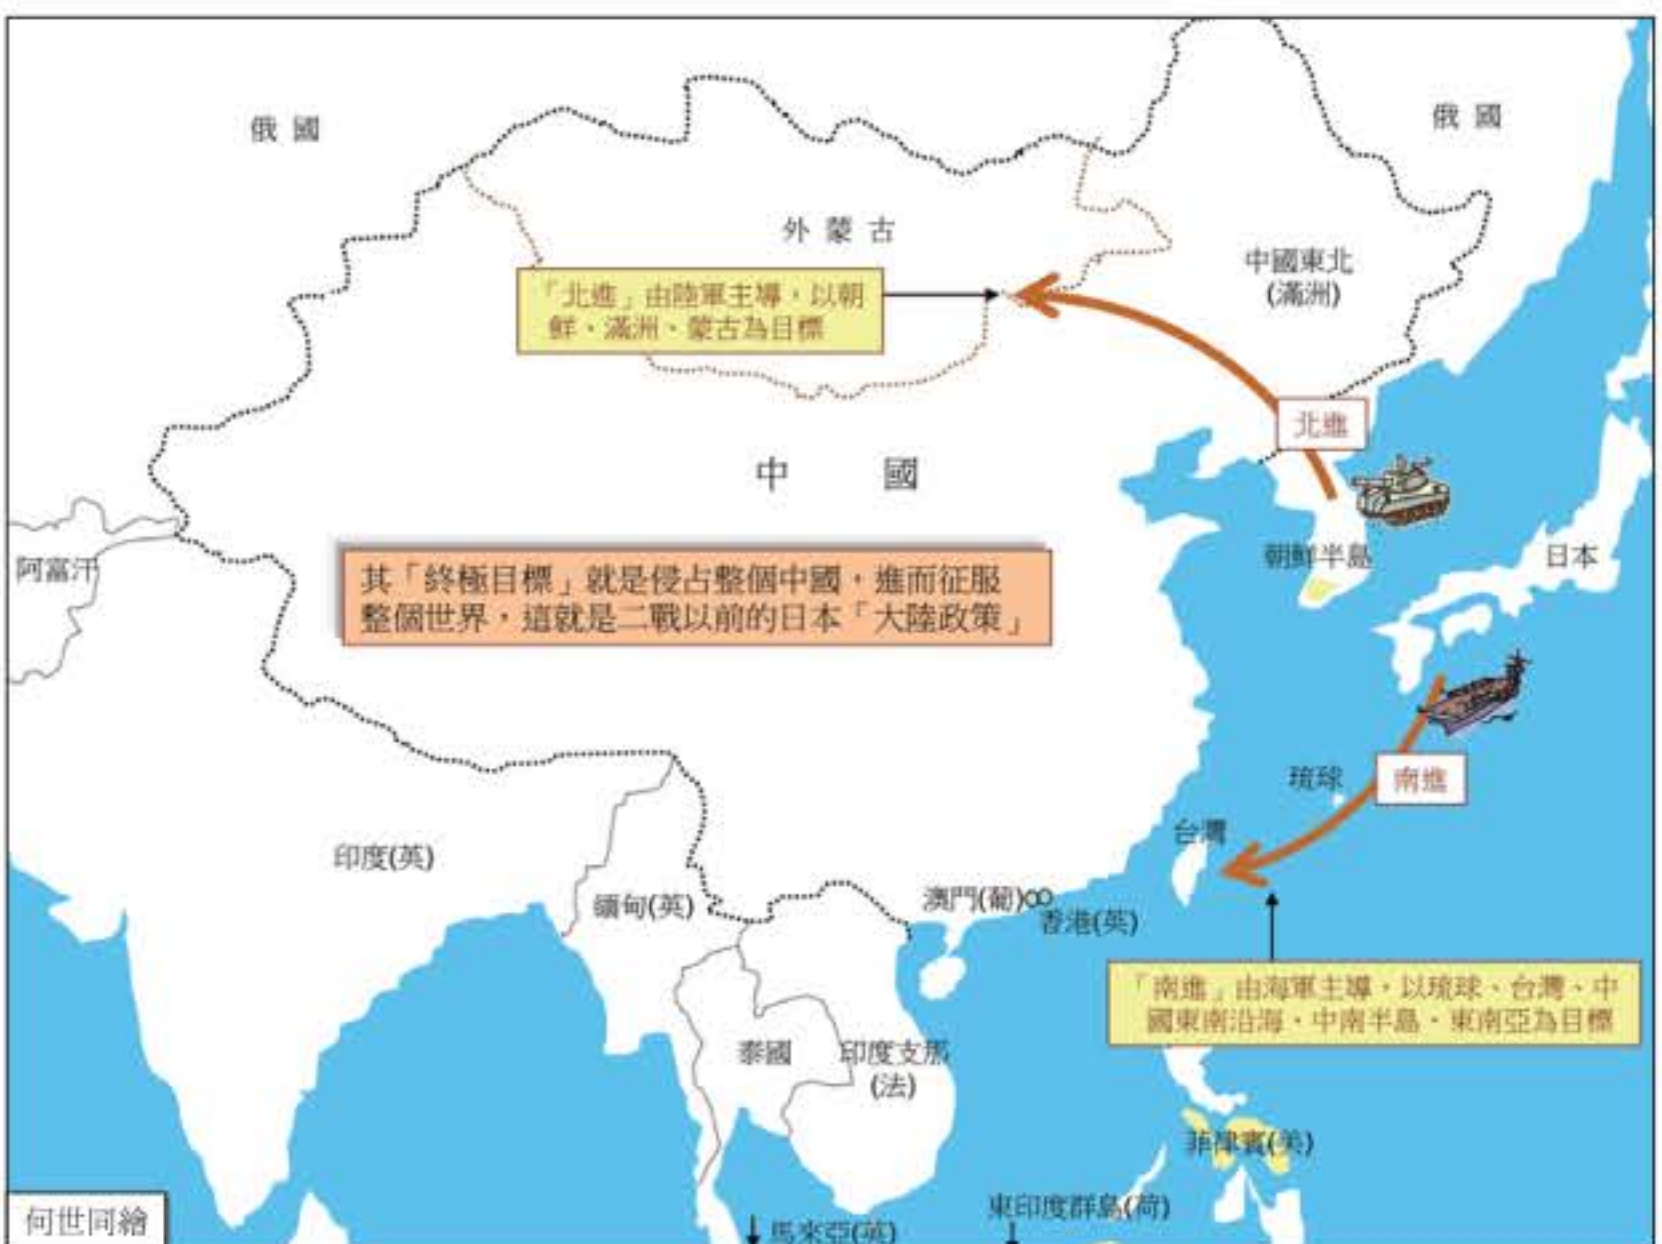 俄國
俄國
外蒙古
中國東北
(滿洲)
「北進」由陸軍主導，以朝
鮮、滿洲、蒙古為目標
北進
中國
阿富汗
朝鮮半島
日本
其「終極目標」就是侵占整個中國，進而征服
整個世界，這就是二戰以前的日本「大陸政策」
琉球
南進
台灣
印度(英)
緬甸(英)
澳門(葡)
香港(英)
「南進」由海軍主導，以琉球、台灣、中
國東南沿海、中南半島、東南亞為目標
泰國
印度支那
(法)
菲律賓(美)
東印度群島(荷)
馬來亞(英)
何世同繪